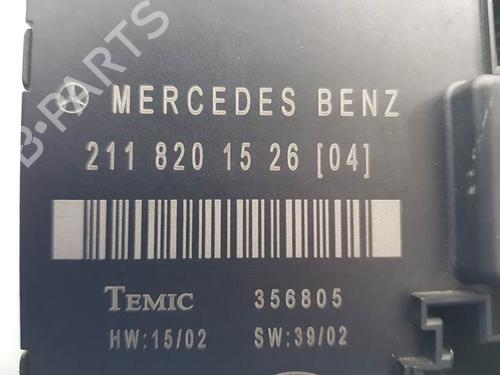 MERCEDES BENZ
211 820 15 26 [04]
TEMIC 356805
HW:15/02 SW:39/02
B-PARTS